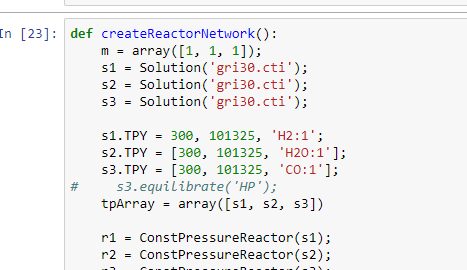 In [23]: def createReactorNetwork():
m = array([1, 1, 1]);
s1 = Solution('gri30.cti');
s2 = Solution('gri30.cti');
s3 = Solution('gri30.cti');
s1.TPY = 300, 101325, 'H2:1';
s2.TPY = [300, 101325, 'H2O:1'];
s3.TPY = [300, 101325, 'CO:1'];
# s3.equilibrate('HP');
tpArray = array([s1, s2, s3])
r1 = ConstPressureReactor(s1);
r2 = ConstPressureReactor(s2);